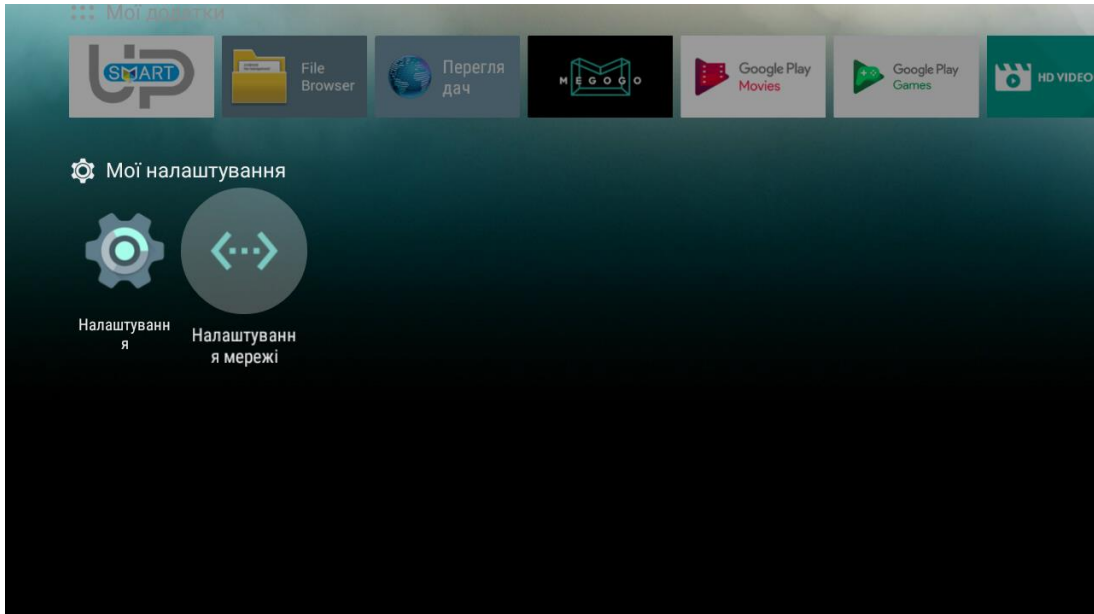 Мої додатки
UP
SMART
File
Browser
Перегля
дач
MEGOGO
Google Play
Movies
Google Play
Games
HD VIDEO
Мої налаштування
Налаштуванн
я
Налаштуванн
я мережі